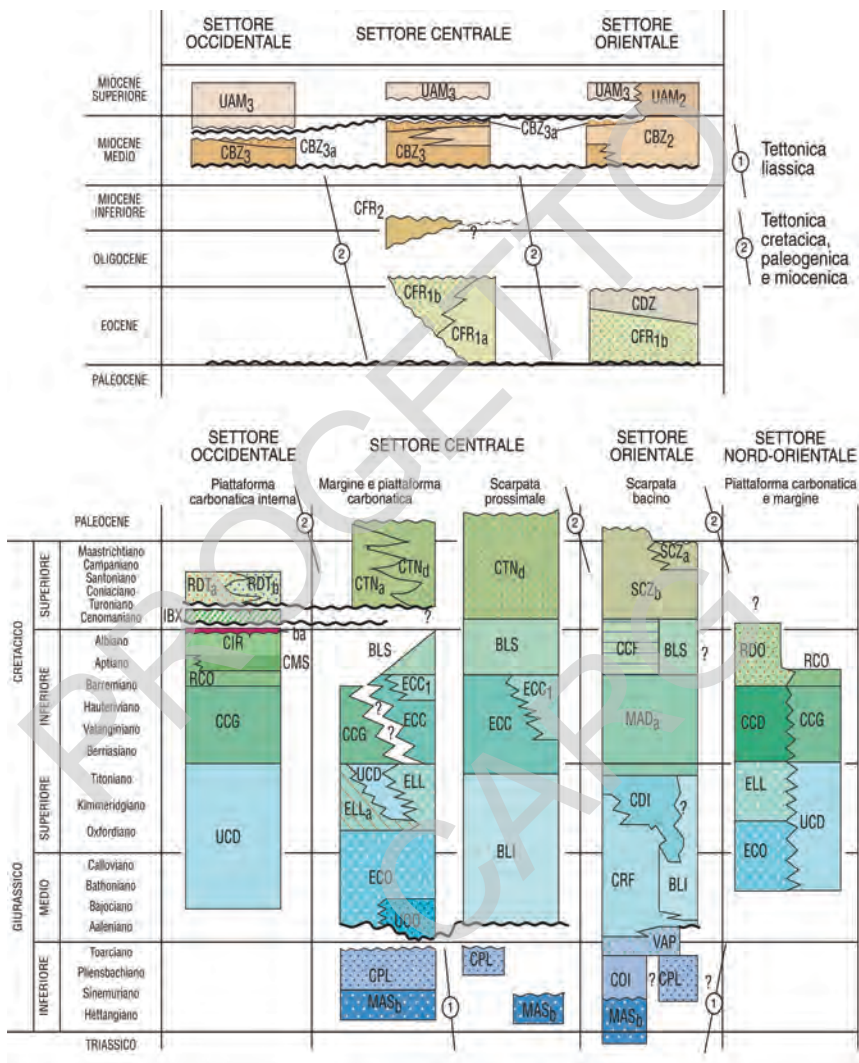 SETTORE OCCIDENTALE
SETTORE CENTRALE
SETTORE ORIENTALE
MIOCENE SUPERIORE
UAM3
UAM3
UAM3
UAM2
MIOCENE MEDIO
CBZ3
CBZ3a
CBZ3
CBZ3a
CBZ2
1
Tettonica liassica
MIOCENE INFERIORE
CFR2
?
2
2
2
Tettonica cretacica, paleogenica e miocenica
OLIGOCENE
EOCENE
CFR1b
CFR1a
CDZ
CFR1b
PALEOCENE
SETTORE OCCIDENTALE
SETTORE CENTRALE
SETTORE ORIENTALE
SETTORE NORD-ORIENTALE
Piattaforma carbonatica interna
Margine e piattaforma carbonatica
Scarpata prossimale
Scarpata bacino
Piattaforma carbonatica e margine
PALEOCENE
2
2
2
CRETACICO
SUPERIORE
Maastrichtiano
Campaniano
Santoniano
Coniaciano
Turoniano
Cenomaniano
RDTa
RDTb
IBX
CTNa
CTNd
?
CTNd
SCZa
SCZb
?
INFERIORE
Albiano
Aptiano
Barremiano
Hauteriviano
Valanginiano
Berriasiano
CIR
ba
CMS
RCO
CCG
BLS
ECC1
ECC
CCG
?
?
BLS
ECC1
ECC
CCF
BLS
?
MADa
RDO
RCO
CCD
CCG
GIURASSICO
SUPERIORE
Titoniano
Kimmeridgiano
Oxfordiano
UCD
UCD
ELL
ELLa
BLI
CDI
?
ELL
UCD
MEDIO
Calloviano
Bathoniano
Bajociano
Aaleniano
ECO
UOO
CRF
BLI
ECO
INFERIORE
Toarciano
Pliensbachiano
Sinemuriano
Hettangiano
CPL
MASb
1
CPL
MASb
VAP
COI
?
CPL
?
MASb
1
TRIASSICO
PROGETTO
CARG